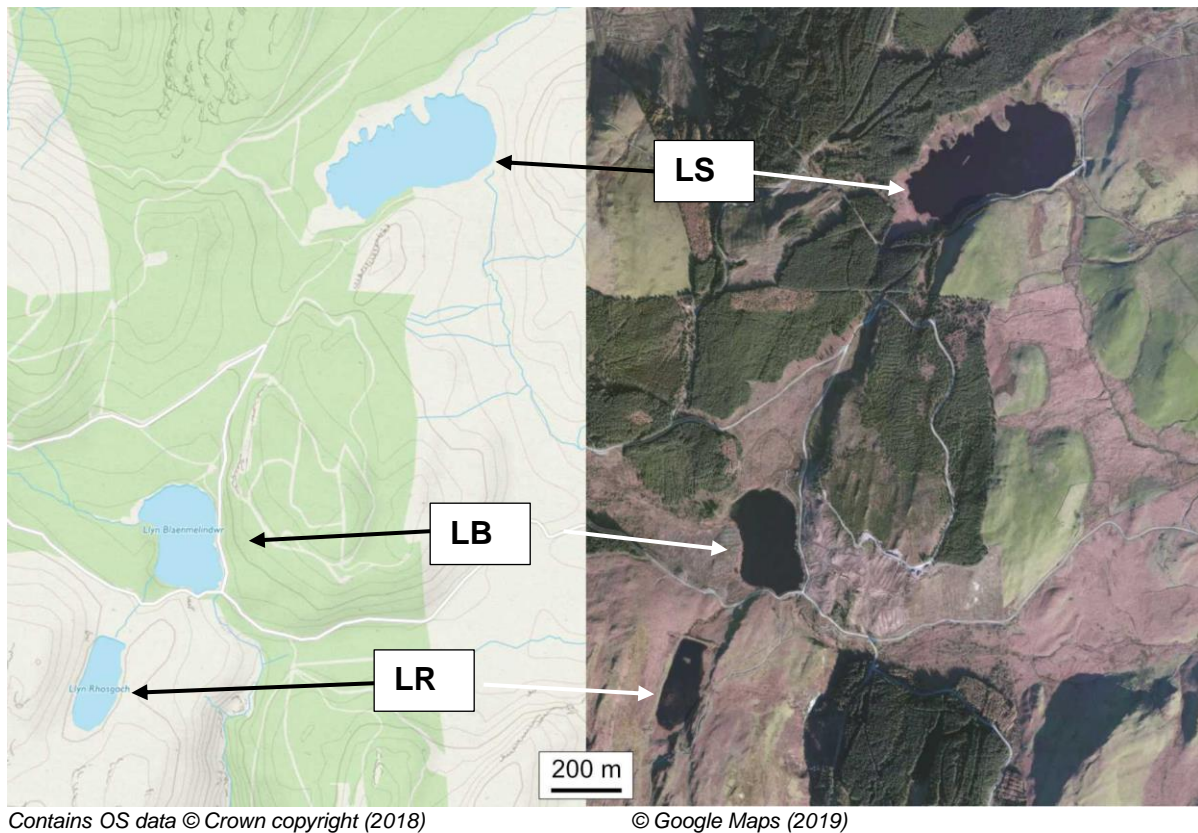 LS
Llyn Blaenmelindwr
LB
Llyn Rhosgoch
LR
200 m
Contains OS data © Crown copyright (2018)
© Google Maps (2019)